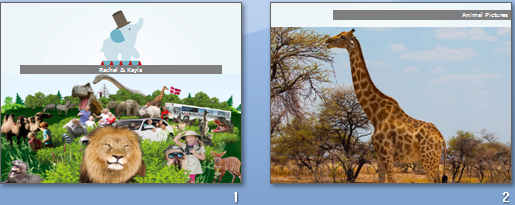 Rachel & Kayla
Animal Pictures
1
2